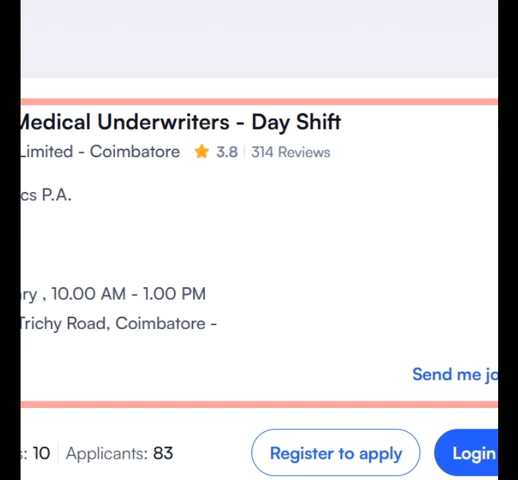 Medical Underwriters - Day Shift
Limited - Coimbatore 3.8 314 Reviews
cs P.A.
ry , 10.00 AM - 1.00 PM
Trichy Road, Coimbatore -
Send me jo
s: 10 Applicants: 83 Register to apply Login